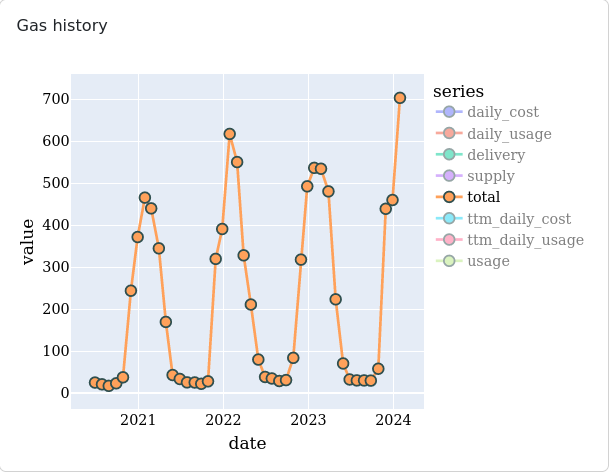 Gas history
series
daily_cost
daily_usage
delivery
supply
total
ttm_daily_cost
ttm_daily_usage
usage
value
700
600
500
400
300
200
100
0
2021 2022 2023 2024
date